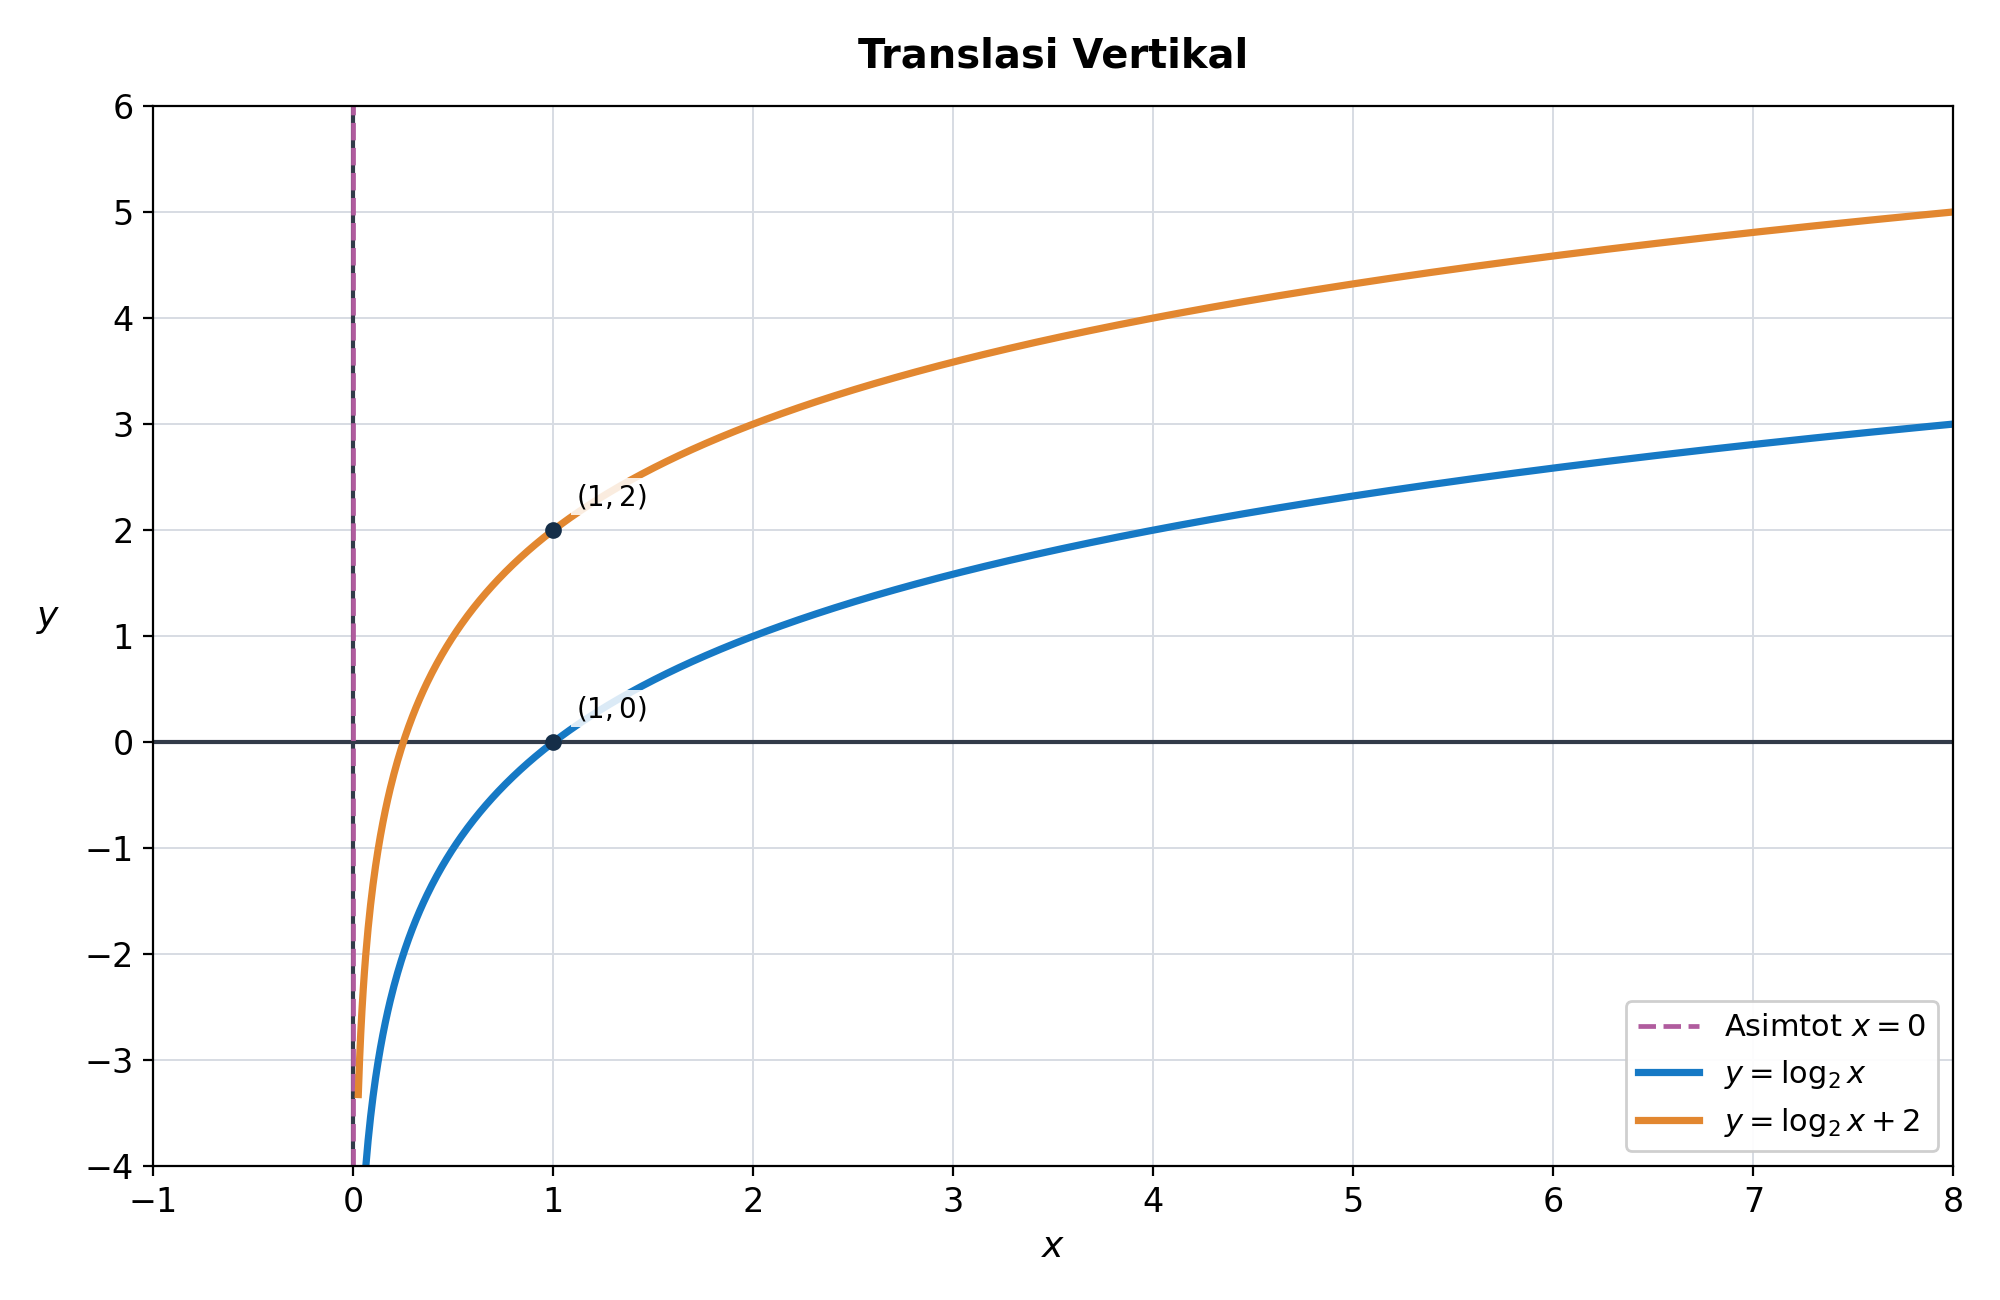 Translasi Vertikal
6
5
4
3
2
1
0
−1
−2
−3
−4
y
(1, 2)
(1, 0)
Asimtot x = 0
y = log₂ x
y = log₂ x + 2
−1 0 1 2 3 4 5 6 7 8
x